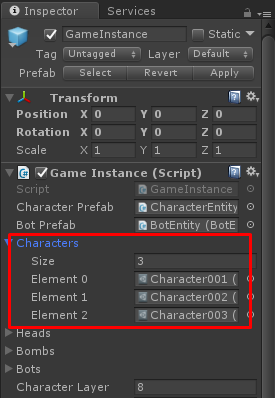 Inspector Services
GameInstance Static
Tag Untagged Layer Default
Prefab Select Revert Apply
Transform
Position X 0 Y 0 Z 0
Rotation X 0 Y 0 Z 0
Scale X 1 Y 1 Z 1
Game Instance (Script)
Script GameInstance
Character Prefab CharacterEntity
Bot Prefab BotEntity (BotE
Characters
Size 3
Element 0 Character001 (
Element 1 Character002 (
Element 2 Character003 (
Heads
Bombs
Bots
Character Layer 8